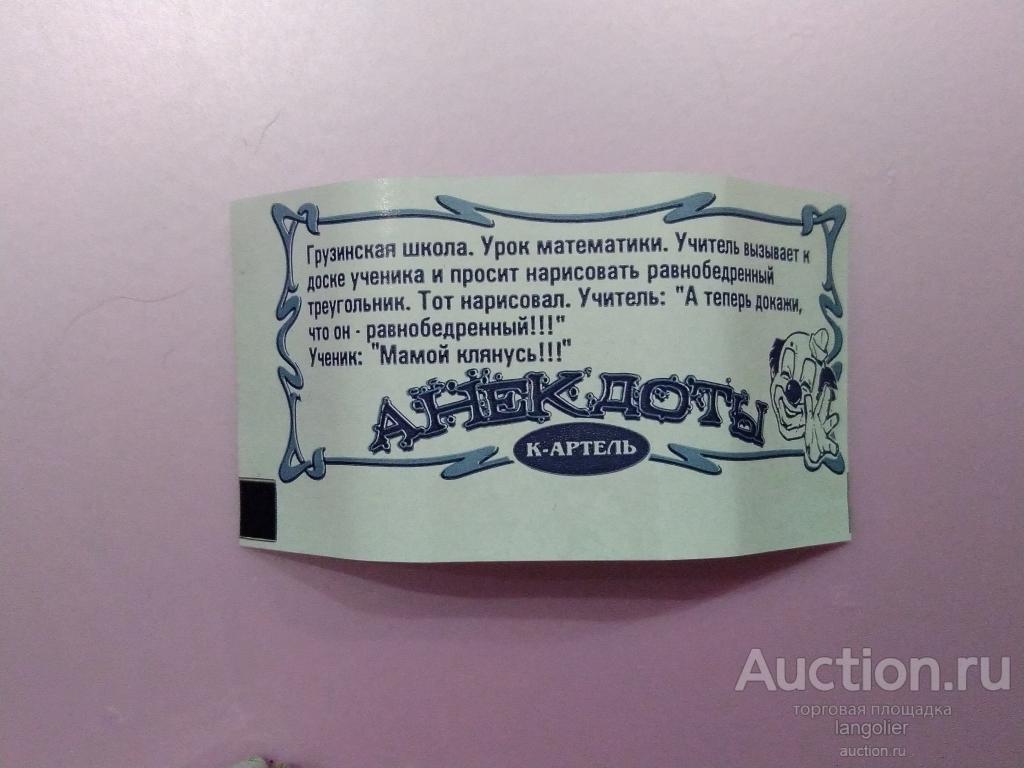 Грузинская школа. Урок математики. Учитель вызывает к
доске ученика и просит нарисовать равнобедренный
треугольник. Тот нарисовал. Учитель: "А теперь докажи,
что он - равнобедренный!!!"
Ученик: "Мамой клянусь!!!"
АНЕКДОТЫ
К-АРТЕЛЬ
Auction.ru
торговая площадка
langolier
auction.ru